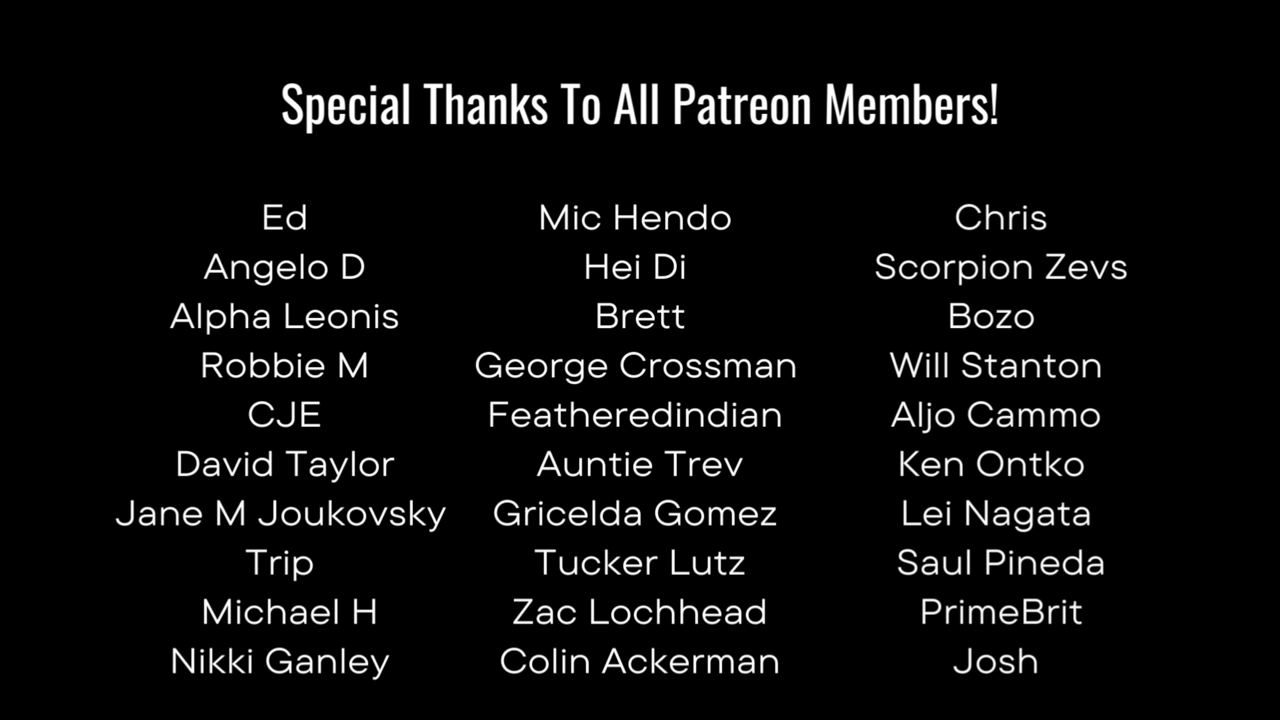 Special Thanks To All Patreon Members!
Ed
Angelo D
Alpha Leonis
Robbie M
CJE
David Taylor
Jane M Joukovsky
Trip
Michael H
Nikki Ganley
Mic Hendo
Hei Di
Brett
George Crossman
Featheredindian
Auntie Trev
Gricelda Gomez
Tucker Lutz
Zac Lochhead
Colin Ackerman
Chris
Scorpion Zevs
Bozo
Will Stanton
Aljo Cammo
Ken Ontko
Lei Nagata
Saul Pineda
PrimeBrit
Josh